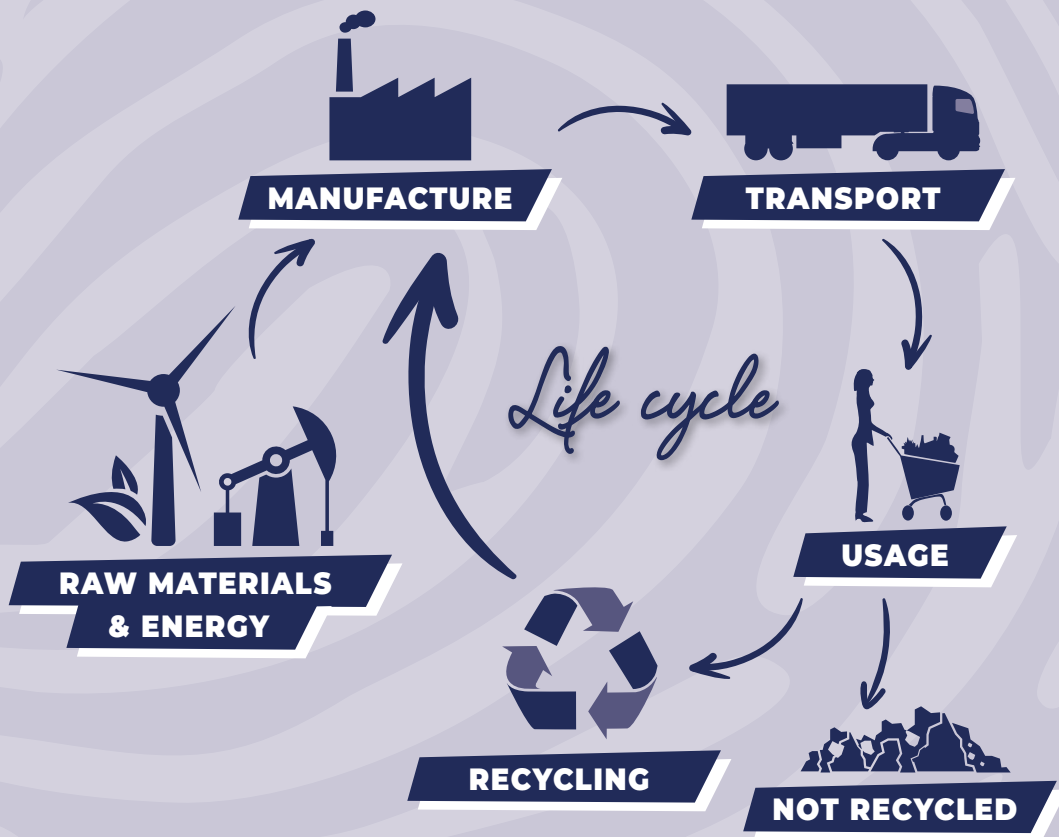 MANUFACTURE
TRANSPORT
Life cycle
RAW MATERIALS
& ENERGY
USAGE
RECYCLING
NOT RECYCLED